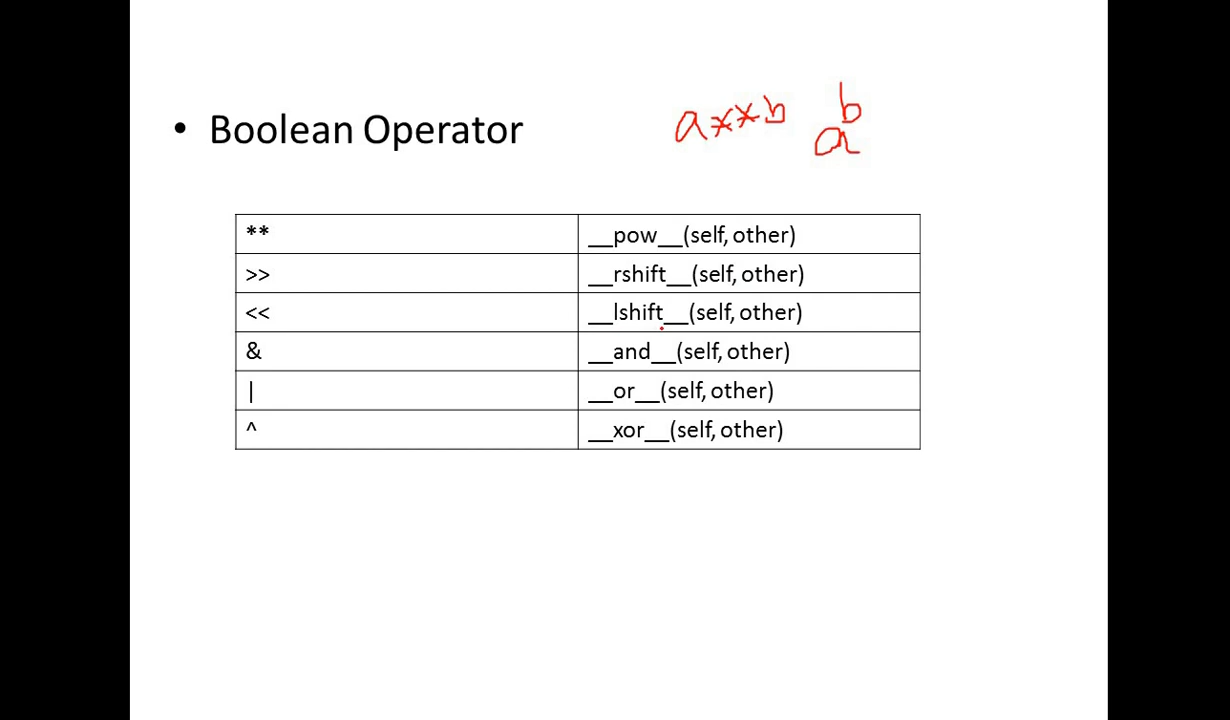 • Boolean Operator
a**b
b
a
** __pow__(self, other)
>> __rshift__(self, other)
<< __lshift__(self, other)
& __and__(self, other)
| __or__(self, other)
^ __xor__(self, other)